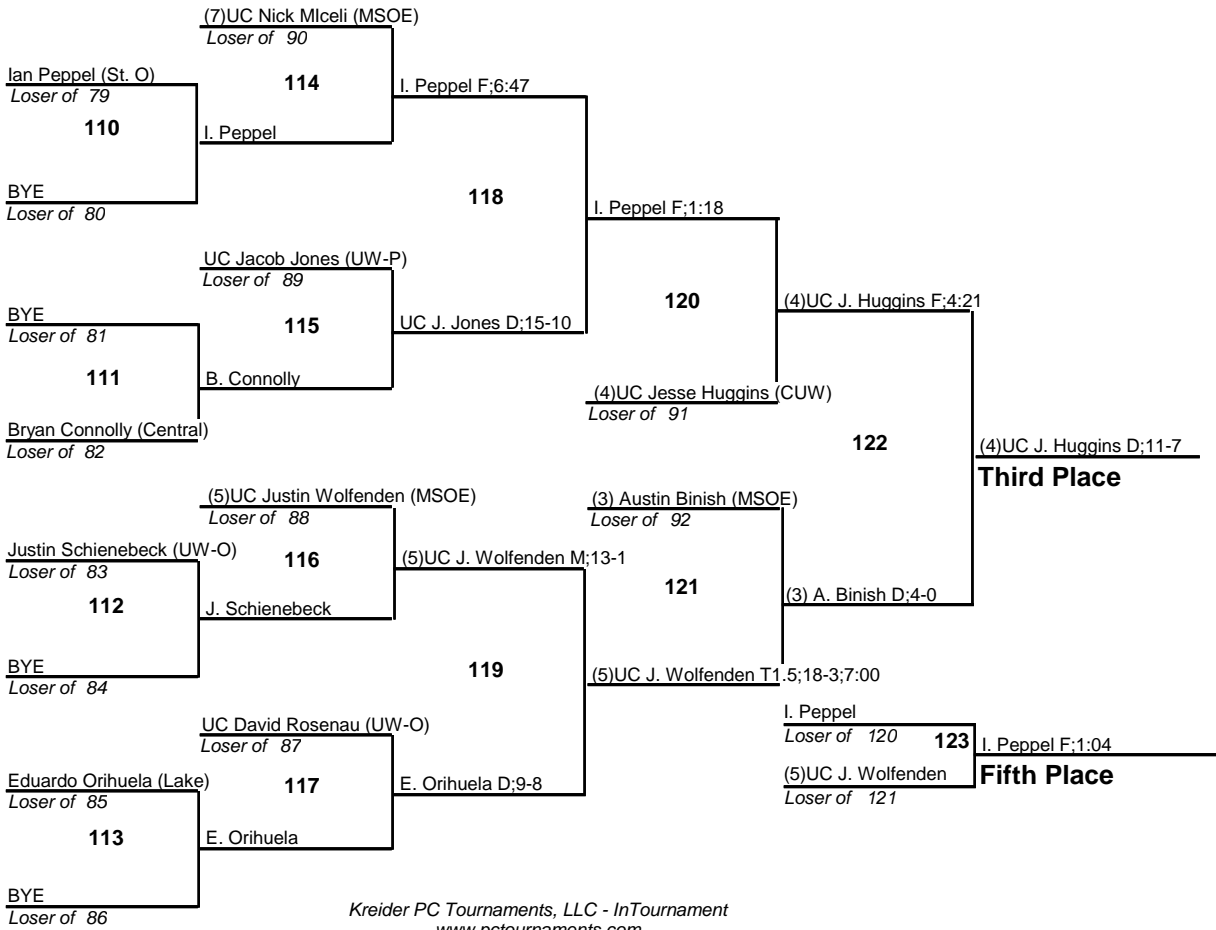 (7)UC Nick MIceli (MSOE)
Loser of 90
Ian Peppel (St. O)
Loser of 79
114
I. Peppel F;6:47
110
I. Peppel
BYE
Loser of 80
118
I. Peppel F;1:18
UC Jacob Jones (UW-P)
Loser of 89
BYE
Loser of 81
115
UC J. Jones D;15-10
120
(4)UC J. Huggins F;4:21
111
B. Connolly
(4)UC Jesse Huggins (CUW)
Loser of 91
Bryan Connolly (Central)
Loser of 82
122
(4)UC J. Huggins D;11-7
Third Place
(5)UC Justin Wolfenden (MSOE)
Loser of 88
(3) Austin Binish (MSOE)
Loser of 92
Justin Schienebeck (UW-O)
Loser of 83
116
(5)UC J. Wolfenden M;13-1
121
112
J. Schienebeck
(3) A. Binish D;4-0
BYE
Loser of 84
119
(5)UC J. Wolfenden T1.5;18-3;7:00
UC David Rosenau (UW-O)
Loser of 87
I. Peppel
Loser of 120
123
I. Peppel F;1:04
Fifth Place
(5)UC J. Wolfenden
Loser of 121
Eduardo Orihuela (Lake)
Loser of 85
117
E. Orihuela D;9-8
113
E. Orihuela
BYE
Loser of 86
Kreider PC Tournaments, LLC - InTournament
www.pctournaments.com